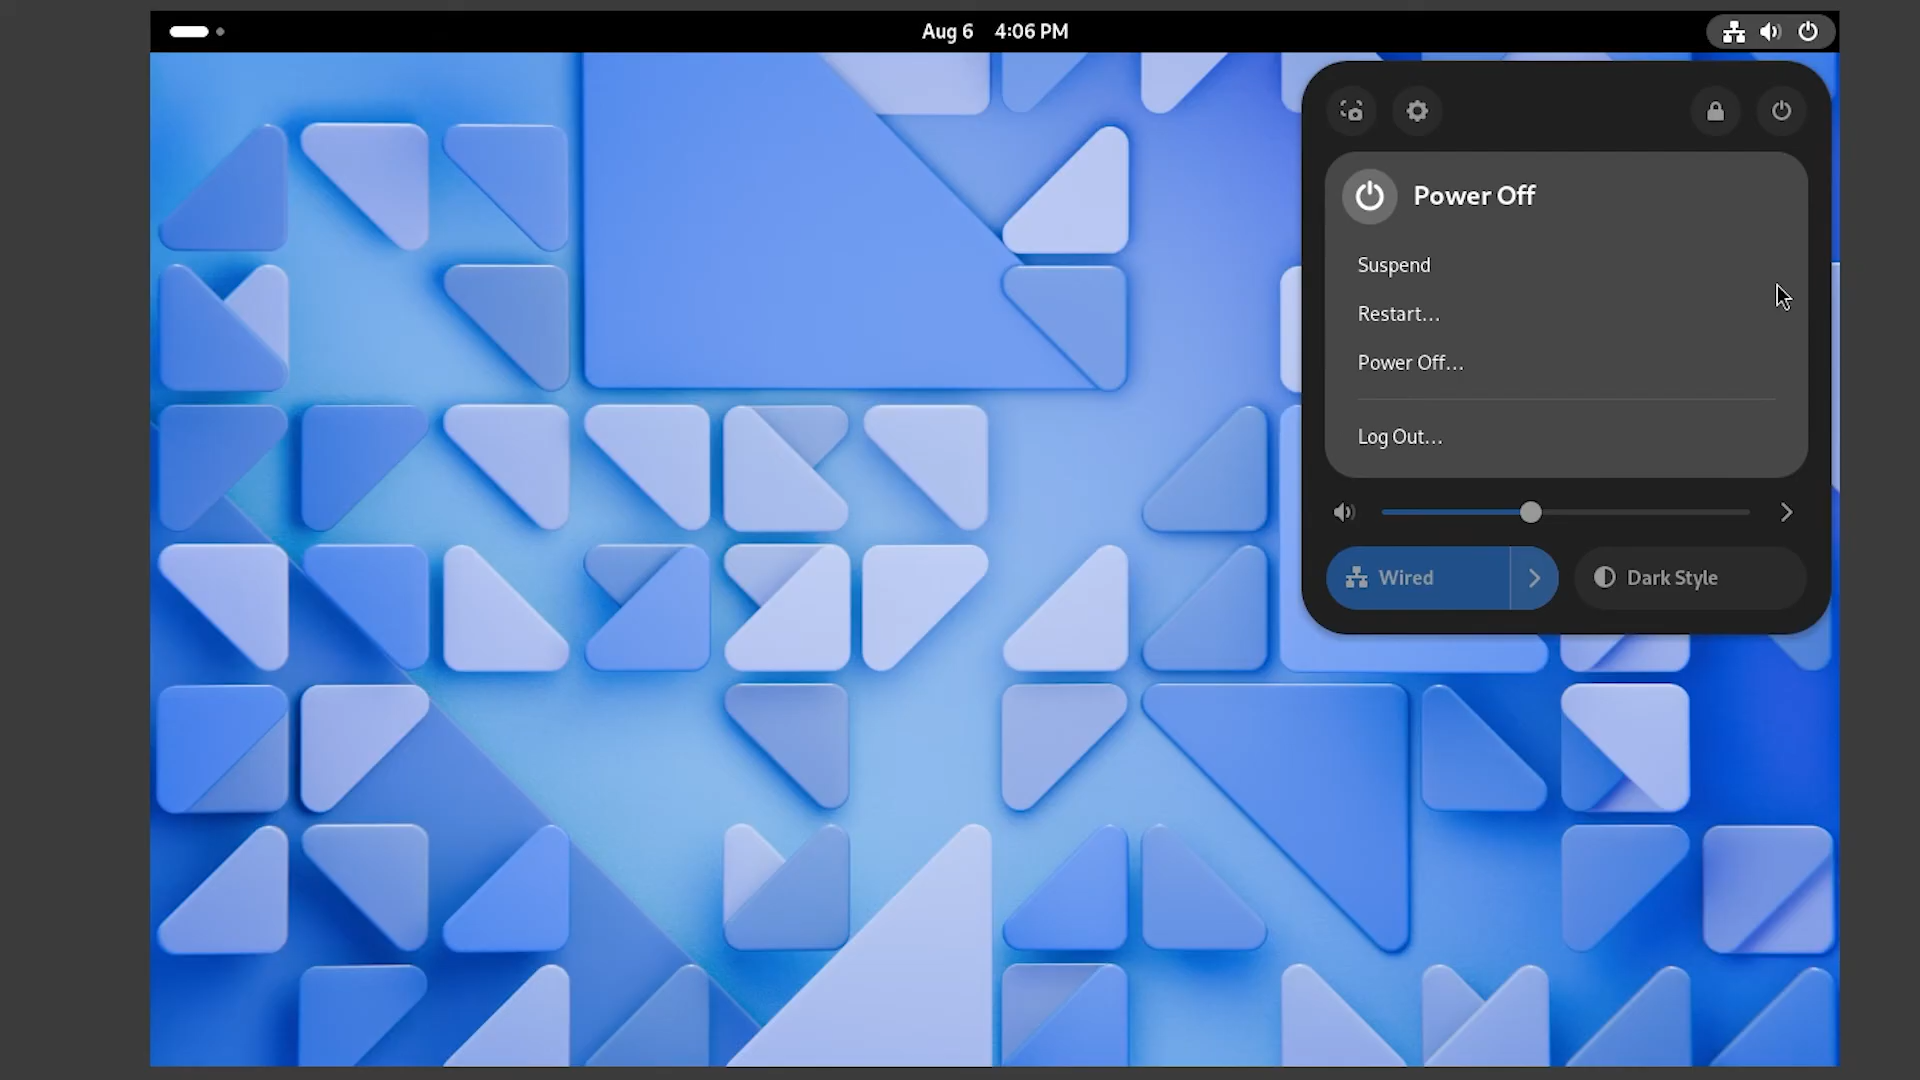 Aug 6 4:06 PM
Power Off
Suspend
Restart...
Power Off...
Log Out...
Wired
Dark Style